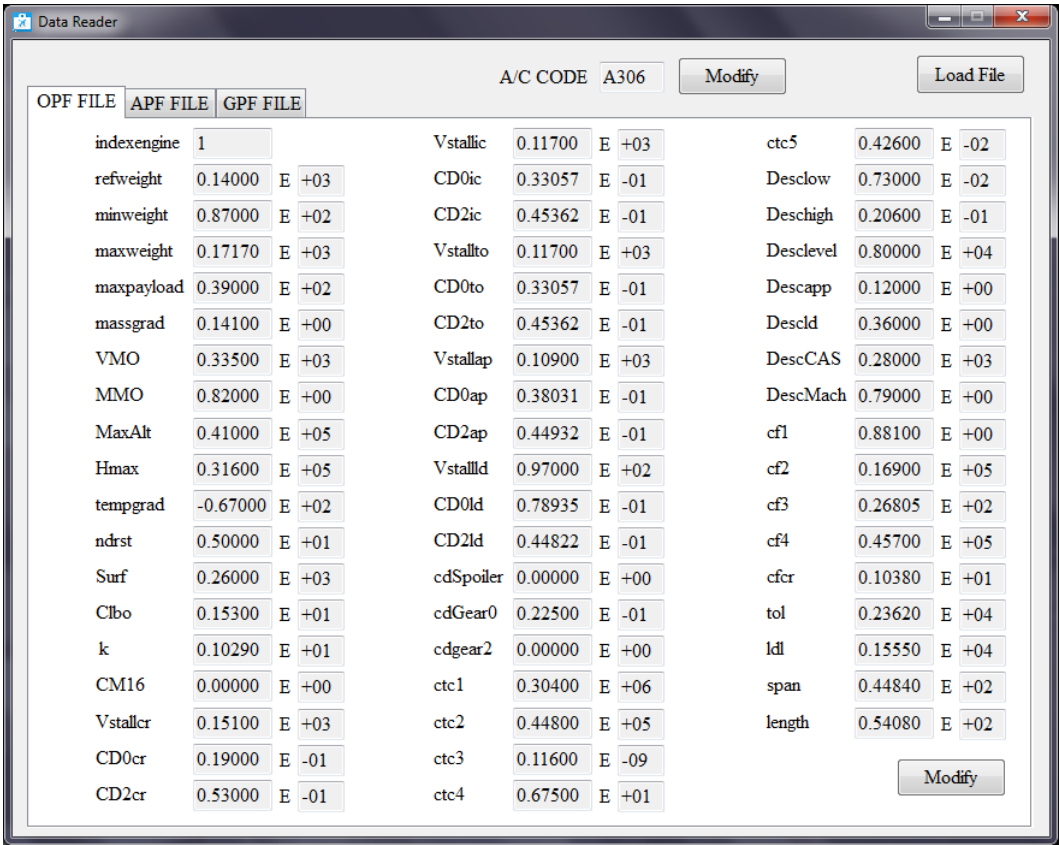 Data Reader
A/C CODE A306 Modify Load File
OPF FILE APF FILE GPF FILE
indexengine 1 Vstallic 0.11700 E +03 ctc5 0.42600 E -02
refweight 0.14000 E +03 CD0ic 0.33057 E -01 Desclow 0.73000 E -02
minweight 0.87000 E +02 CD2ic 0.45362 E -01 Deschigh 0.20600 E -01
maxweight 0.17170 E +03 Vstallto 0.11700 E +03 Desclevel 0.80000 E +04
maxpayload 0.39000 E +02 CD0to 0.33057 E -01 Descapp 0.12000 E +00
massgrad 0.14100 E +00 CD2to 0.45362 E -01 Descld 0.36000 E +00
VMO 0.33500 E +03 Vstallap 0.10900 E +03 DescCAS 0.28000 E +03
MMO 0.82000 E +00 CD0ap 0.38031 E -01 DescMach 0.79000 E +00
MaxAlt 0.41000 E +05 CD2ap 0.44932 E -01 cf1 0.88100 E +00
Hmax 0.31600 E +05 Vstallld 0.97000 E +02 cf2 0.16900 E +05
tempgrad -0.67000 E +02 CD0ld 0.78935 E -01 cf3 0.26805 E +02
ndrst 0.50000 E +01 CD2ld 0.44822 E -01 cf4 0.45700 E +05
Surf 0.26000 E +03 cdSpoiler 0.00000 E +00 cfcr 0.10380 E +01
Clbo 0.15300 E +01 cdGear0 0.22500 E -01 tol 0.23620 E +04
k 0.10290 E +01 cdgear2 0.00000 E +00 ldl 0.15550 E +04
CM16 0.00000 E +00 ctc1 0.30400 E +06 span 0.44840 E +02
Vstallcr 0.15100 E +03 ctc2 0.44800 E +05 length 0.54080 E +02
CD0cr 0.19000 E -01 ctc3 0.11600 E -09
Modify
CD2cr 0.53000 E -01 ctc4 0.67500 E +01